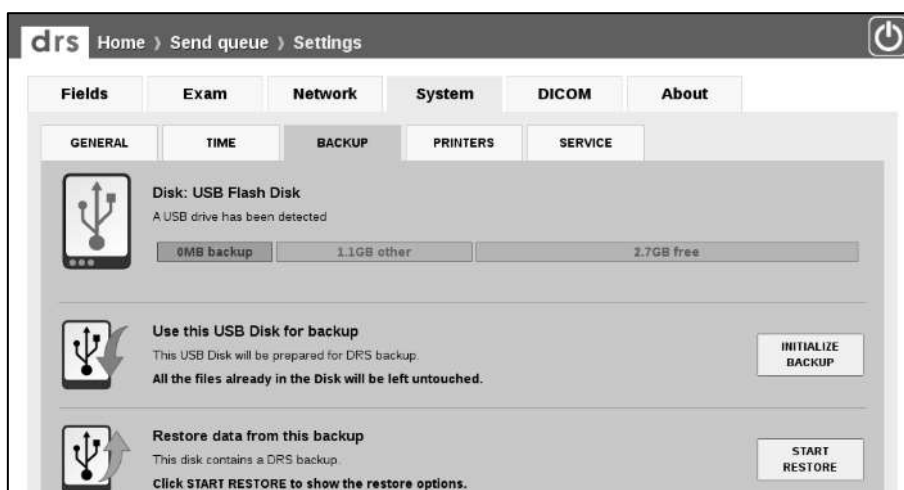 drs Home ) Send queue ) Settings
Fields Exam Network System DICOM About
GENERAL TIME BACKUP PRINTERS SERVICE
Disk: USB Flash Disk
A USB drive has been detected
0MB backup 1.1GB other 2.7GB free
Use this USB Disk for backup
This USB Disk will be prepared for DRS backup.
All the files already in the Disk will be left untouched.
INITIALIZE
BACKUP
Restore data from this backup
This disk contains a DRS backup.
Click START RESTORE to show the restore options.
START
RESTORE